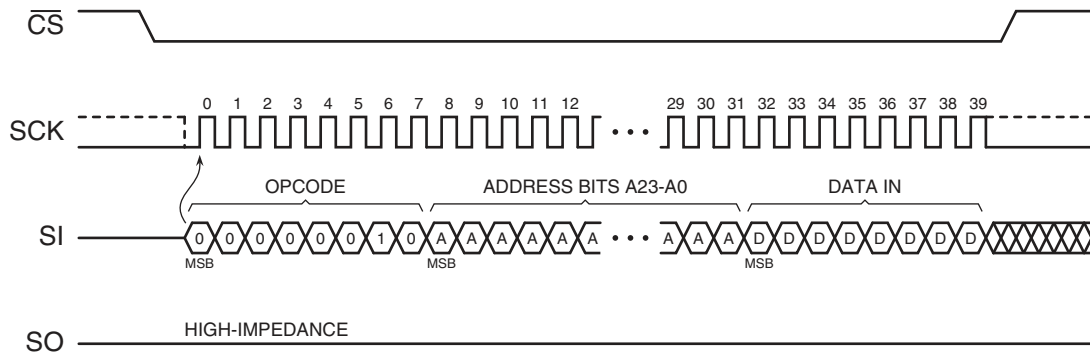 CS
0 1 2 3 4 5 6 7 8 9 10 11 12 29 30 31 32 33 34 35 36 37 38 39
SCK
OPCODE ADDRESS BITS A23-A0 DATA IN
SI 0 0 0 0 0 0 1 0 A A A A A A A A A D D D D D D D D
MSB MSB MSB
HIGH-IMPEDANCE
SO